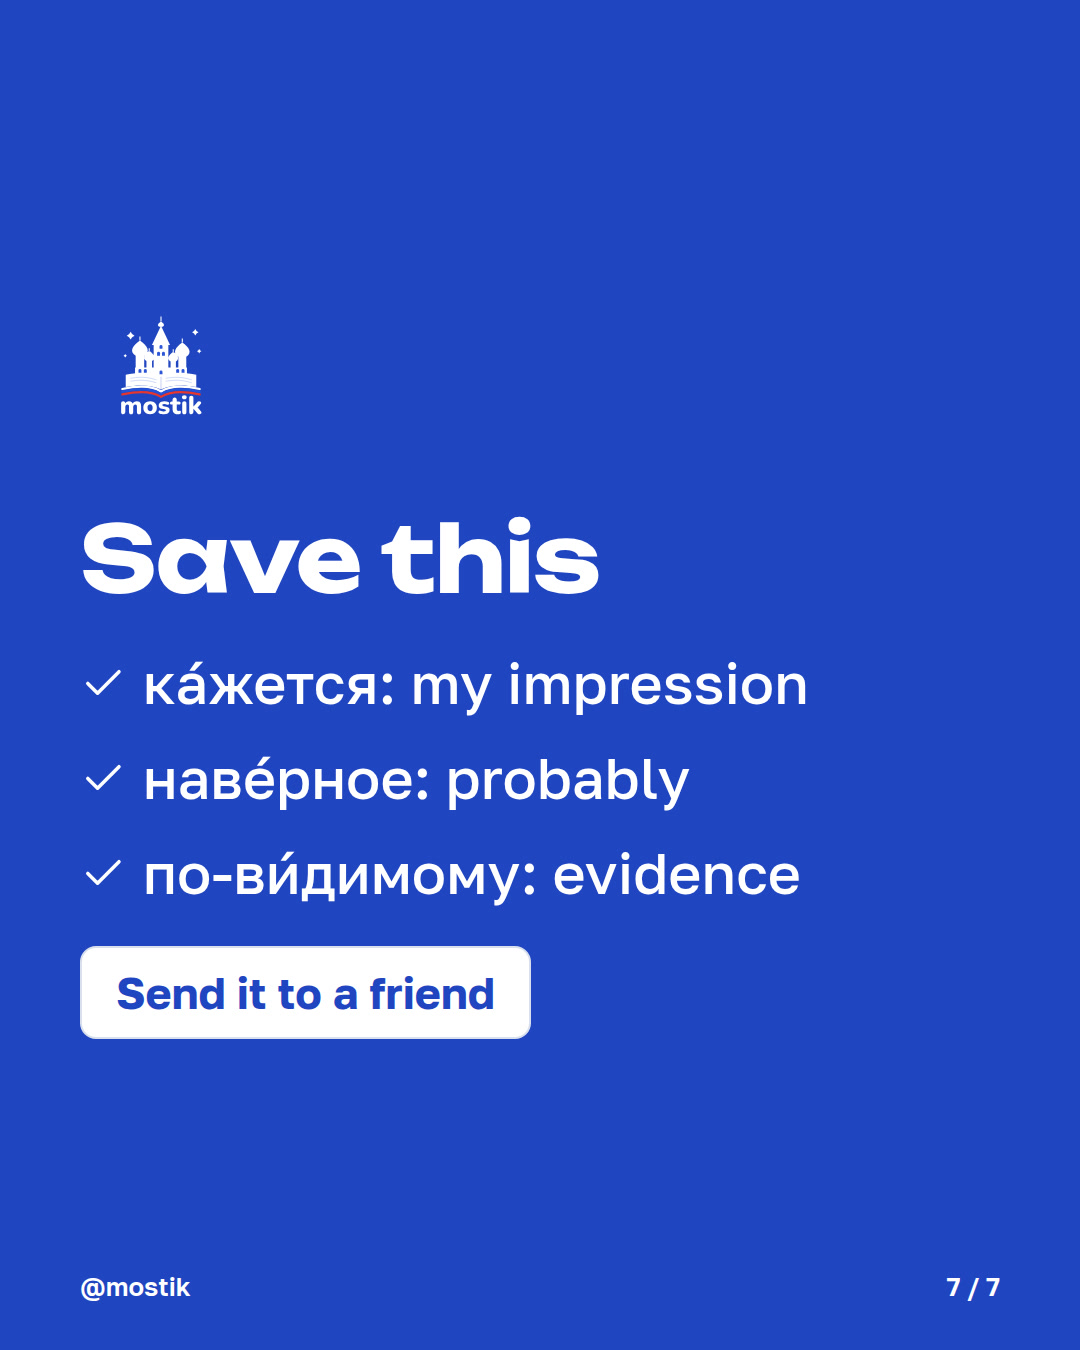 mostik
Save this
ка́жется: my impression
наве́рное: probably
по-ви́димому: evidence
Send it to a friend
@mostik
7 / 7